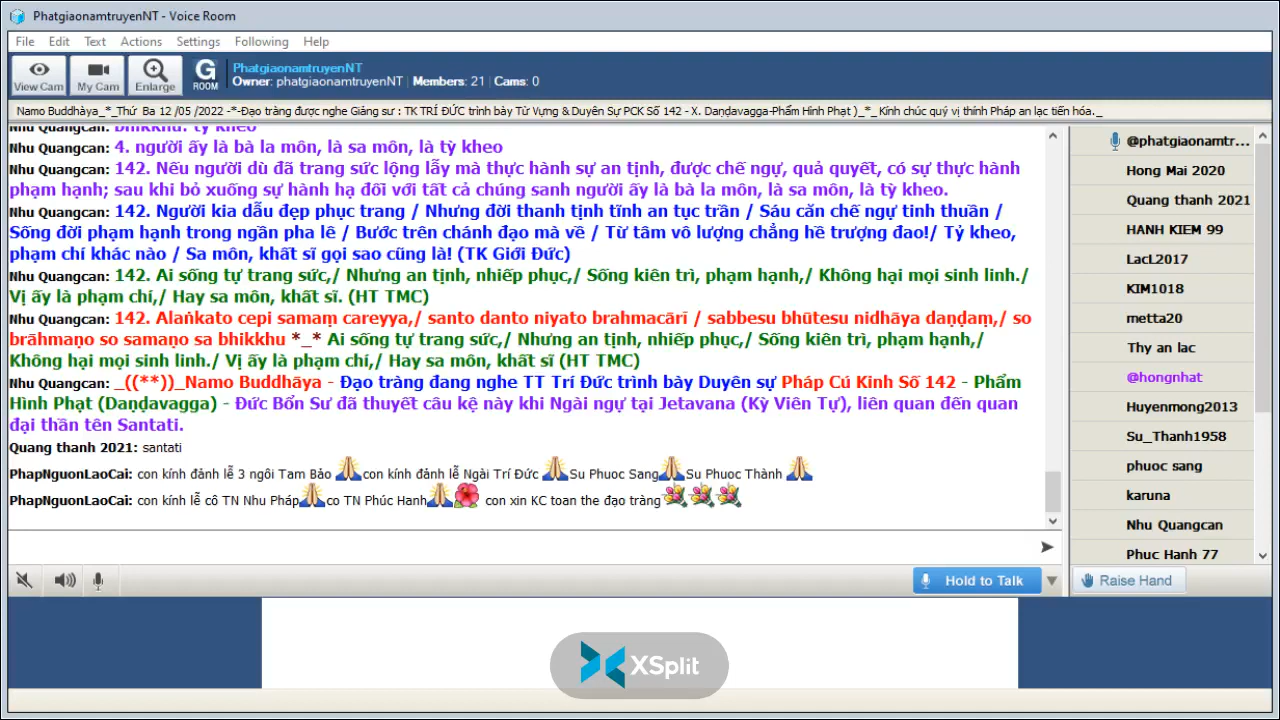 PhatgiaonamtruyenNT - Voice Room
File Edit Text Actions Settings Following Help
View Cam My Cam Enlarge G ROOM
PhatgiaonamtruyenNT
Owner: phatgiaonamtruyenNT | Members: 21 | Cams: 0
Namo Buddhàya_*_Thứ Ba 12 /05 /2022 -*-Đạo tràng được nghe Giảng sư : TK TRÍ ĐỨC trình bày Từ Vựng & Duyên Sự PCK Số 142 - X. Daṇḍavagga-Phẩm Hình Phạt )_*_ Kính chúc quý vị thính Pháp an lạc tiến hóa._
Nhu Quangcan: bhikkhu: tỳ kheo
Nhu Quangcan: 4. người ấy là bà la môn, là sa môn, là tỳ kheo
Nhu Quangcan: 142. Nếu người dù đã trang sức lộng lẫy mà thực hành sự an tịnh, được chế ngự, quả quyết, có sự thực hành
phạm hạnh; sau khi bỏ xuống sự hành hạ đối với tất cả chúng sanh người ấy là bà la môn, là sa môn, là tỳ kheo.
Nhu Quangcan: 142. Người kia dẫu đẹp phục trang / Nhưng đời thanh tịnh tĩnh an tục trần / Sáu căn chế ngự tinh thuần /
Sống đời phạm hạnh trong ngần pha lê / Bước trên chánh đạo mà về / Từ tâm vô lượng chẳng hề trượng đao!/ Tỷ kheo,
phạm chí khác nào / Sa môn, khất sĩ gọi sao cũng là! (TK Giới Đức)
Nhu Quangcan: 142. Ai sống tự trang sức,/ Nhưng an tịnh, nhiếp phục,/ Sống kiên trì, phạm hạnh,/ Không hại mọi sinh linh./
Vị ấy là phạm chí,/ Hay sa môn, khất sĩ. (HT TMC)
Nhu Quangcan: 142. Alaṅkato cepi samaṃ careyya,/ santo danto niyato brahmacārī / sabbesu bhūtesu nidhāya daṇḍaṃ,/ so
brāhmaṇo so samaṇo sa bhikkhu *_* Ai sống tự trang sức,/ Nhưng an tịnh, nhiếp phục,/ Sống kiên trì, phạm hạnh,/
Không hại mọi sinh linh./ Vị ấy là phạm chí,/ Hay sa môn, khất sĩ (HT TMC)
Nhu Quangcan: _((**))_Namo Buddhāya - Đạo tràng đang nghe TT Trí Đức trình bày Duyên sự Pháp Cú Kinh Số 142 - Phẩm
Hình Phạt (Daṇḍavagga) - Đức Bổn Sư đã thuyết câu kệ này khi Ngài ngự tại Jetavana (Kỳ Viên Tự), liên quan đến quan
đại thần tên Santati.
Quang thanh 2021: santati
PhapNguonLaoCai: con kính đảnh lễ 3 ngôi Tam Bảo con kính đảnh lễ Ngài Trí Đức Su Phuoc Sang Su Phuoc Thành
PhapNguonLaoCai: con kính lễ cô TN Nhu Pháp co TN Phúc Hanh con xin KC toan the đạo tràng
@phatgiaonamtr...
Hong Mai 2020
Quang thanh 2021
HANH KIEM 99
LacL2017
KIM1018
metta20
Thy an lac
@hongnhat
Huyenmong2013
Su_Thanh1958
phuoc sang
karuna
Nhu Quangcan
Phuc Hanh 77
Hold to Talk
Raise Hand
XSplit